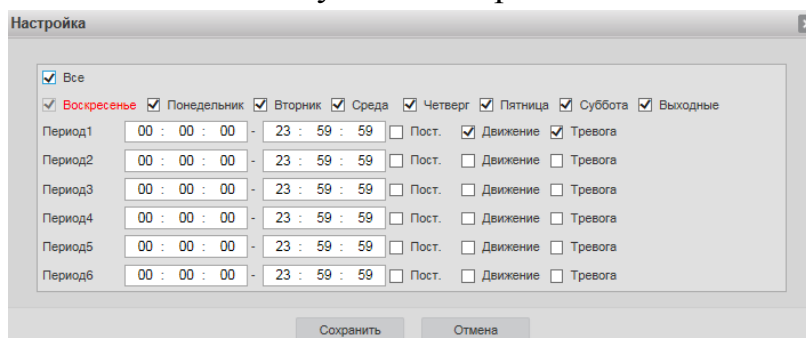 Настройка
Все
Воскресенье Понедельник Вторник Среда Четверг Пятница Суббота Выходные
Период1 00 : 00 : 00 - 23 : 59 : 59 Пост. Движение Тревога
Период2 00 : 00 : 00 - 23 : 59 : 59 Пост. Движение Тревога
Период3 00 : 00 : 00 - 23 : 59 : 59 Пост. Движение Тревога
Период4 00 : 00 : 00 - 23 : 59 : 59 Пост. Движение Тревога
Период5 00 : 00 : 00 - 23 : 59 : 59 Пост. Движение Тревога
Период6 00 : 00 : 00 - 23 : 59 : 59 Пост. Движение Тревога
Сохранить Отмена